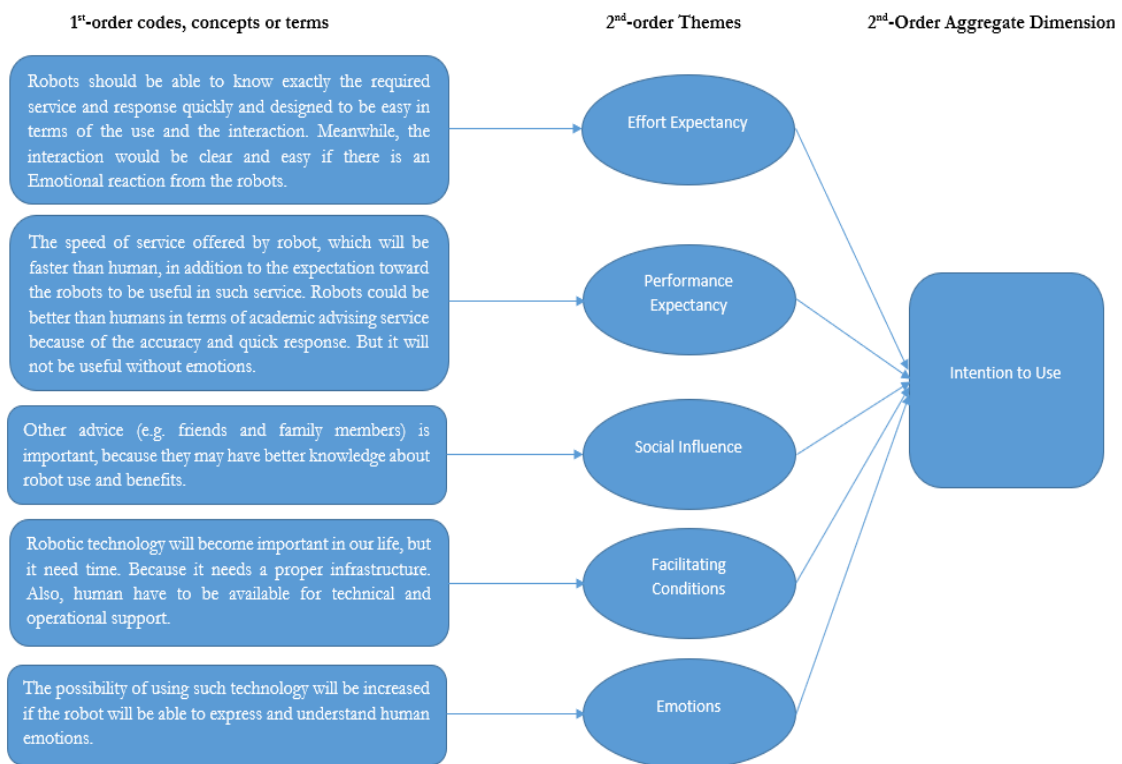 1st-order codes, concepts or terms
2nd-order Themes
2nd-Order Aggregate Dimension
Robots should be able to know exactly the required
service and response quickly and designed to be easy in
terms of the use and the interaction. Meanwhile, the
interaction would be clear and easy if there is an
Emotional reaction from the robots.
Effort Expectancy
The speed of service offered by robot, which will be
faster than human, in addition to the expectation toward
the robots to be useful in such service. Robots could be
better than humans in terms of academic advising service
because of the accuracy and quick response. But it will
not be useful without emotions.
Performance
Expectancy
Intention to Use
Other advice (e.g. friends and family members) is
important, because they may have better knowledge about
robot use and benefits.
Social Influence
Robotic technology will become important in our life, but
it need time. Because it needs a proper infrastructure.
Also, human have to be available for technical and
operational support.
Facilitating
Conditions
The possibility of using such technology will be increased
if the robot will be able to express and understand human
emotions.
Emotions